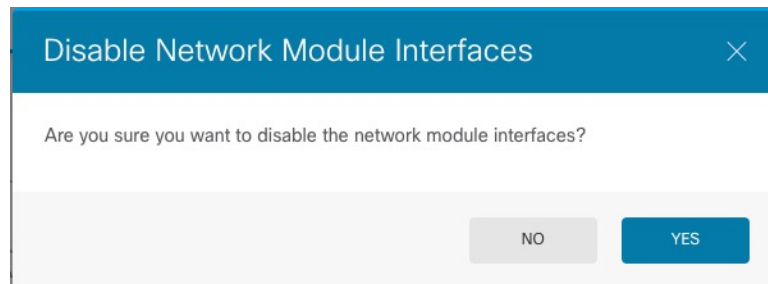 Disable Network Module Interfaces
Are you sure you want to disable the network module interfaces?
NO
YES